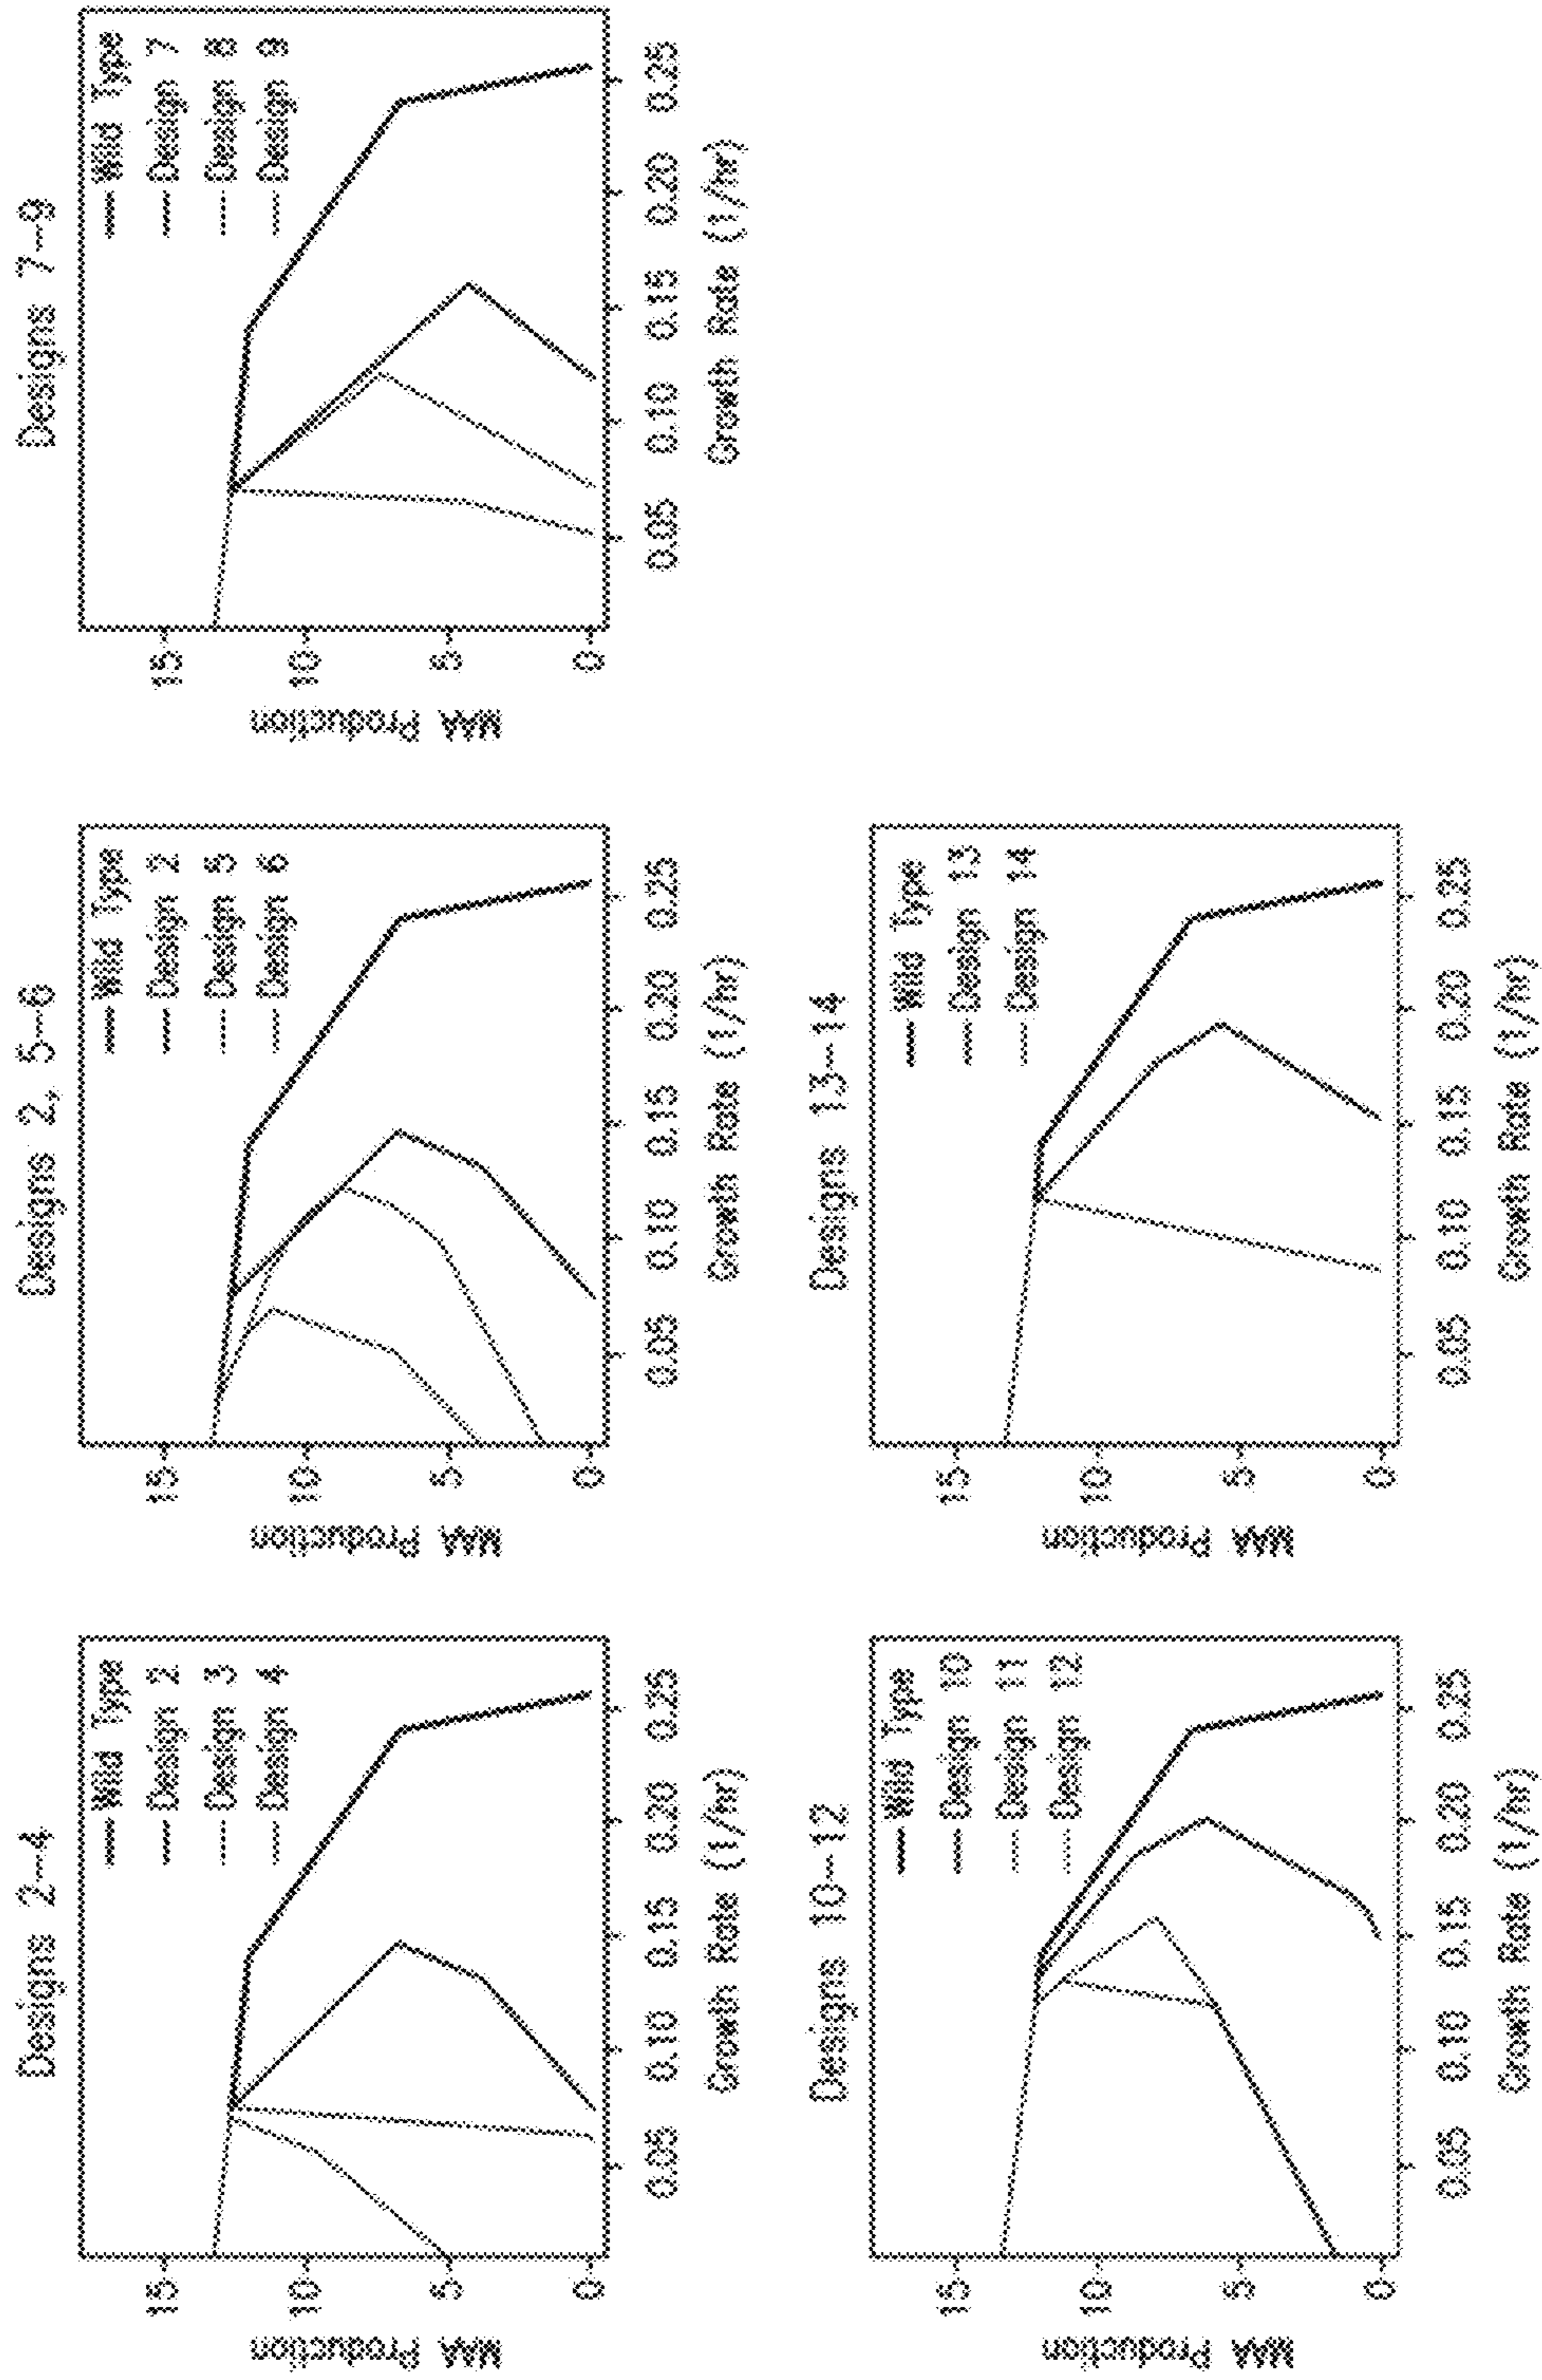 Designs 2-4
MAA Production
15
10
5
0
Wild Type
Design 2
Design 3
Design 4
0.05 0.10 0.15 0.20 0.25
Growth Rate (1/hr)
Designs 2, 5-6
MAA Production
15
10
5
0
Wild Type
Design 2
Design 5
Design 6
0.05 0.10 0.15 0.20 0.25
Growth Rate (1/hr)
Designs 7-9
MAA Production
15
10
5
0
Wild Type
Design 7
Design 8
Design 9
0.05 0.10 0.15 0.20 0.25
Growth Rate (1/hr)
Designs 10-12
MAA Production
15
10
5
0
Wild Type
Design 10
Design 11
Design 12
0.05 0.10 0.15 0.20 0.25
Growth Rate (1/hr)
Designs 13-14
MAA Production
15
10
5
0
Wild Type
Design 13
Design 14
0.05 0.10 0.15 0.20 0.25
Growth Rate (1/hr)